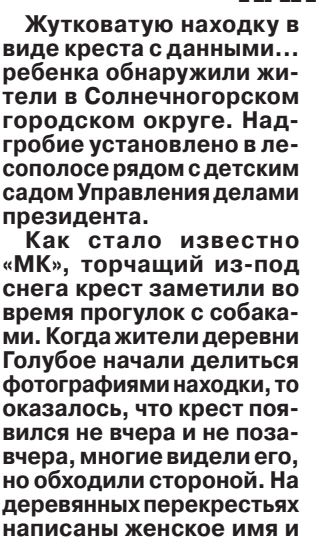 Жутковатую находку в
виде креста с данными...
ребенка обнаружили жи-
тели в Солнечногорском
городском округе. Над-
гробие установлено в ле-
сополосе рядом с детским
садом Управления делами
президента.
Как стало известно
«МК», торчащий из-под
снега крест заметили во
время прогулок с собака-
ми. Когда жители деревни
Голубое начали делиться
фотографиями находки, то
оказалось, что крест поя-
вился не вчера и не поза-
вчера, многие видели его,
но обходили стороной. На
деревянных перекрестьях
написаны женское имя и